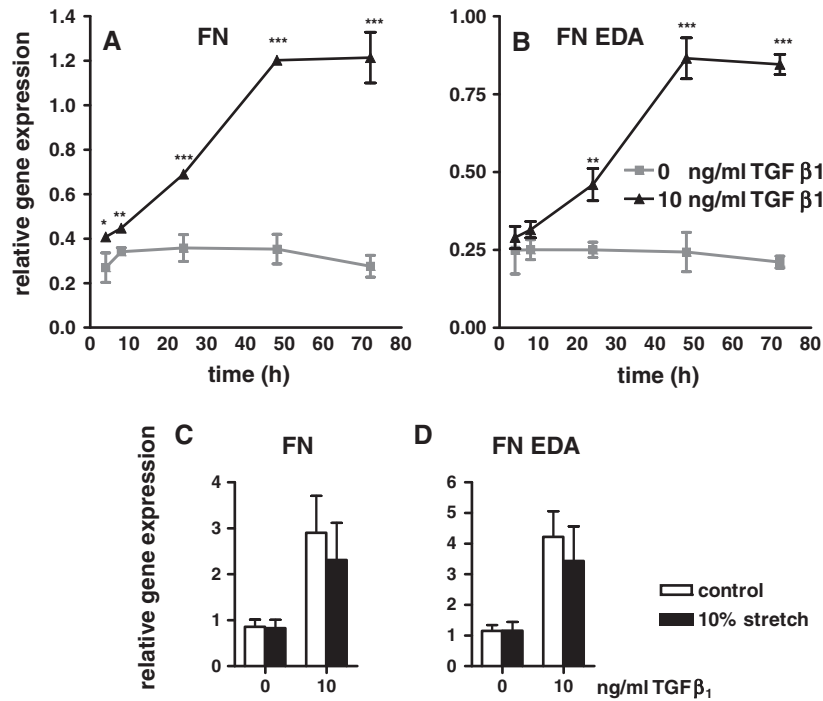 A FN
relative gene expression
1.4
1.2
1.0
0.8
0.6
0.4
0.2
0.0
* ** *** *** ***
0 10 20 30 40 50 60 70 80
time (h)
B FN EDA
1.00
0.75
0.50
0.25
0.00
** *** ***
0 ng/ml TGF β1
10 ng/ml TGF β1
0 10 20 30 40 50 60 70 80
time (h)
C FN
relative gene expression
4
3
2
1
0
0 10
D FN EDA
6
5
4
3
2
1
0
0 10 ng/ml TGFβ₁
control
10% stretch